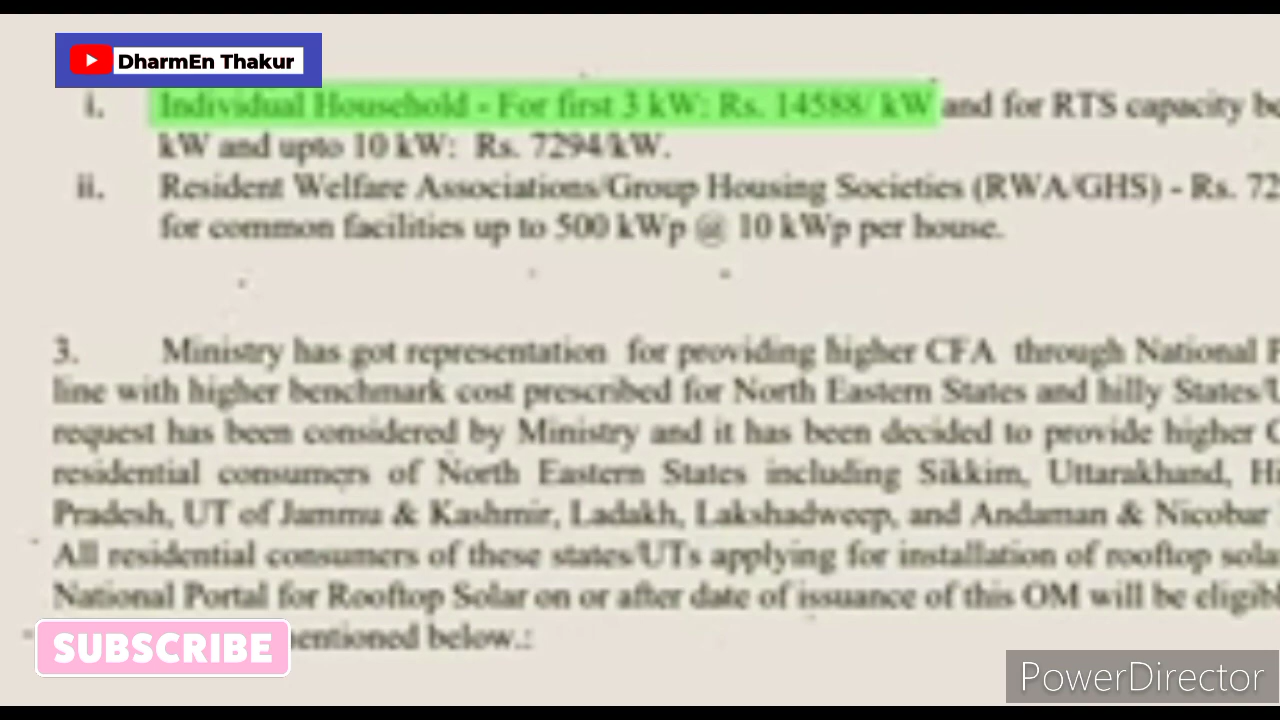 DharmEn Thakur
i. Individual Household - For first 3 kW: Rs. 14588/ kW and for RTS capacity
kW and upto 10 kW: Rs. 7294/kW.
ii. Resident Welfare Associations/Group Housing Societies (RWA/GHS) - Rs. 72
for common facilities up to 500 kWp @ 10 kWp per house.
3. Ministry has got representation for providing higher CFA through National
line with higher benchmark cost prescribed for North Eastern States and hilly States/
request has been considered by Ministry and it has been decided to provide higher
residential consumers of North Eastern States including Sikkim, Uttarakhand,
Pradesh, UT of Jammu & Kashmir, Ladakh, Lakshadweep, and Andaman & Nicobar
All residential consumers of these states/UTs applying for installation of rooftop
National Portal for Rooftop Solar on or after date of issuance of this OM will be
SUBSCRIBE
below.:
PowerDirector